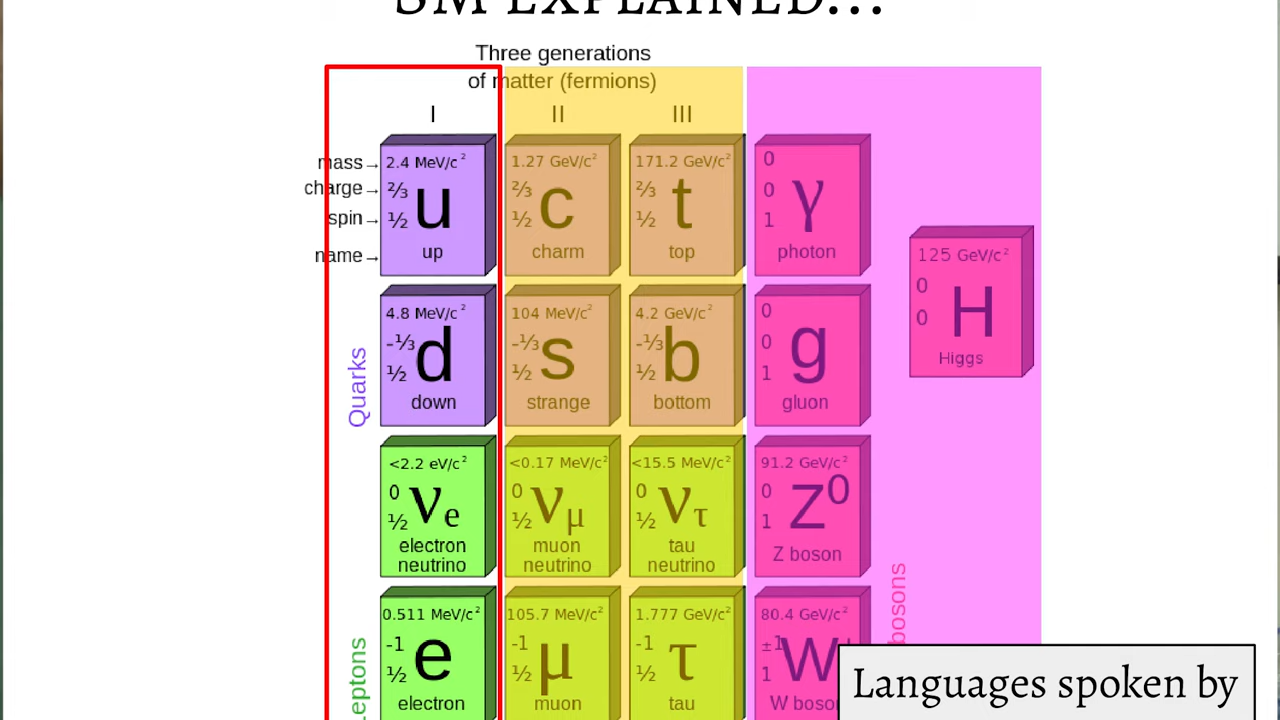 SM EXPLAINED...
Three generations
of matter (fermions)
I II III
mass→ 2.4 MeV/c² 1.27 GeV/c² 171.2 GeV/c² 0
charge→ ⅔ ⅔ ⅔ 0
spin→ ½ ½ ½ 1
u c t γ
name→ up charm top photon
125 GeV/c²
0
0
H
Higgs
Quarks
4.8 MeV/c² 104 MeV/c² 4.2 GeV/c² 0
-⅓ -⅓ -⅓ 0
½ ½ ½ 1
d s b g
down strange bottom gluon
<2.2 eV/c² <0.17 MeV/c² <15.5 MeV/c² 91.2 GeV/c²
0 0 0 0
½ ½ ½ 1
νe νμ ντ Z⁰
electron muon tau Z boson
neutrino neutrino neutrino
Leptons
0.511 MeV/c² 105.7 MeV/c² 1.777 GeV/c² 80.4 GeV/c²
-1 -1 -1 ±1
½ ½ ½ 1
e μ τ W
electron muon tau W boson
bosons
Languages spoken by